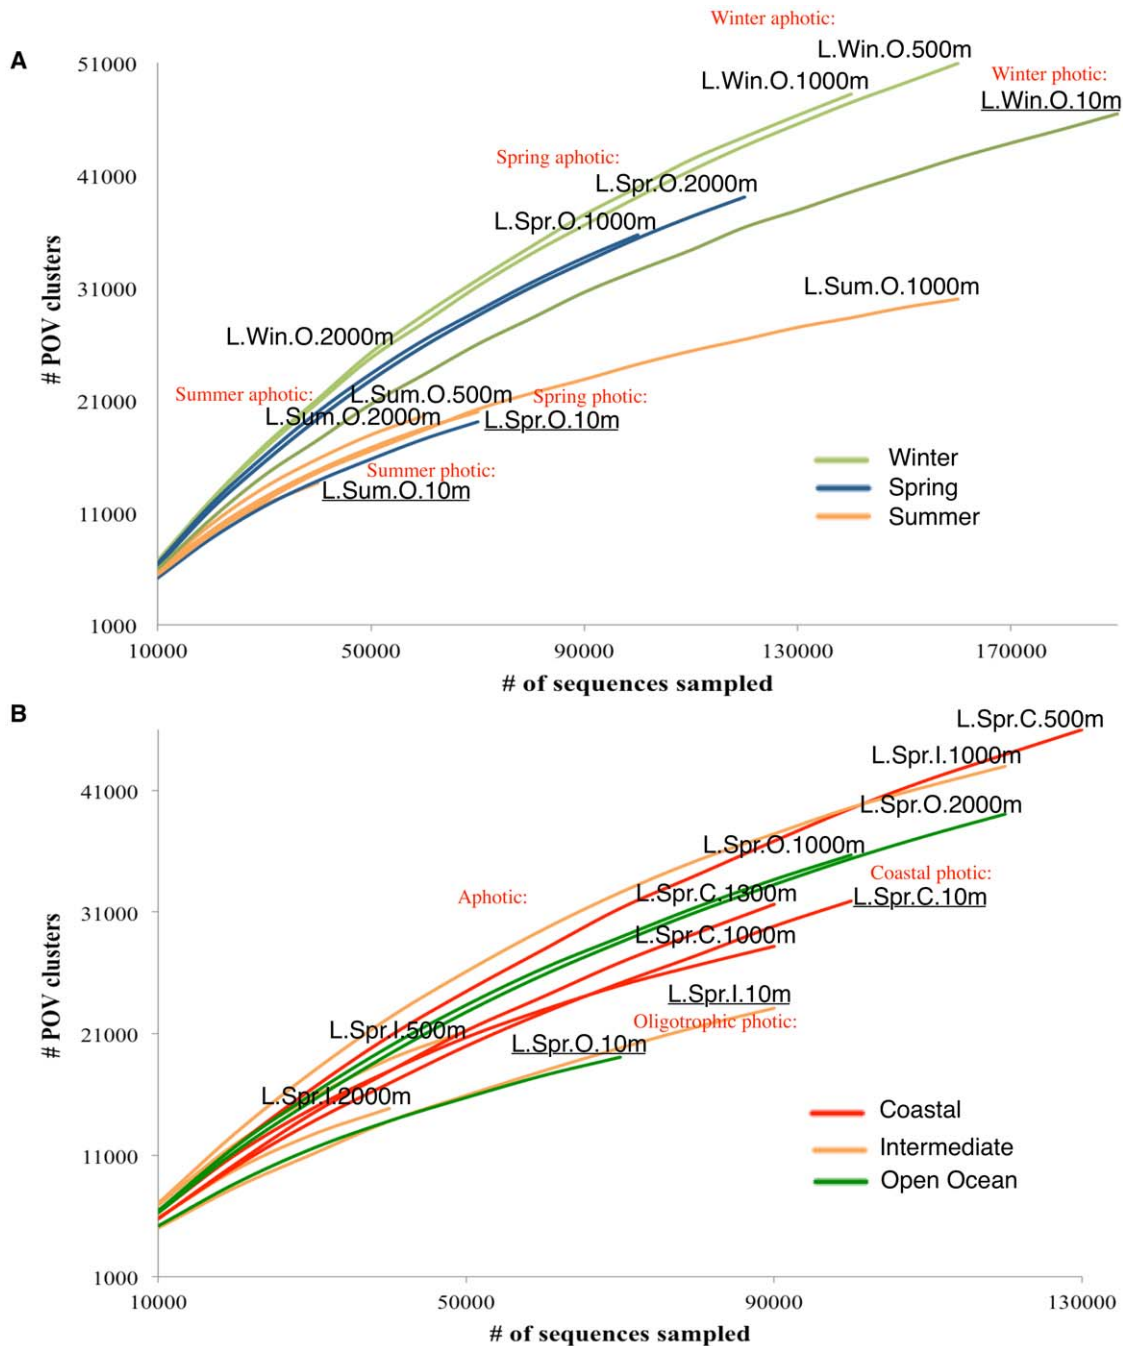 Winter aphotic:
A
L.Win.O.500m
51000
Winter photic:
L.Win.O.1000m
L.Win.O.10m
Spring aphotic:
41000
L.Spr.O.2000m
L.Spr.O.1000m
# POV clusters
31000
L.Sum.O.1000m
L.Win.O.2000m
Summer aphotic:
L.Sum.O.500m
Spring photic:
21000
L.Sum.O.2000m
L.Spr.O.10m
Summer photic:
L.Sum.O.10m
Winter
Spring
Summer
11000
1000
10000 50000 90000 130000 170000
# of sequences sampled
B
L.Spr.C.500m
L.Spr.I.1000m
41000
L.Spr.O.2000m
L.Spr.O.1000m
Coastal photic:
L.Spr.C.1300m
Aphotic:
L.Spr.C.10m
31000
L.Spr.C.1000m
# POV clusters
L.Spr.I.10m
Oligotrophic photic:
L.Spr.I.500m
21000
L.Spr.O.10m
L.Spr.I.2000m
Coastal
Intermediate
Open Ocean
11000
1000
10000 50000 90000 130000
# of sequences sampled